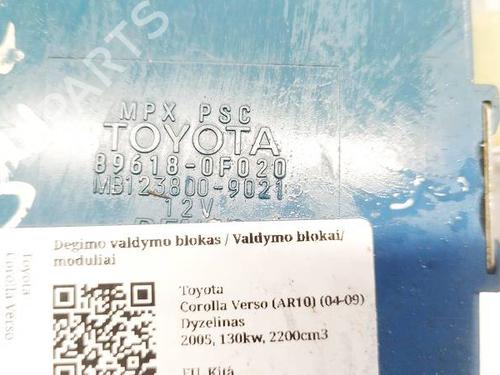 MPX PSC
TOYOTA
89618-0F020
MB123800-9021
12V
Degimo valdymo blokas / Valdymo blokai/
moduliai
Toyota
Corolla Verso (AR10) (04-09)
Dyzelinas
2005, 130kw, 2200cm3
Toyota
Corolla Verso
PARTS